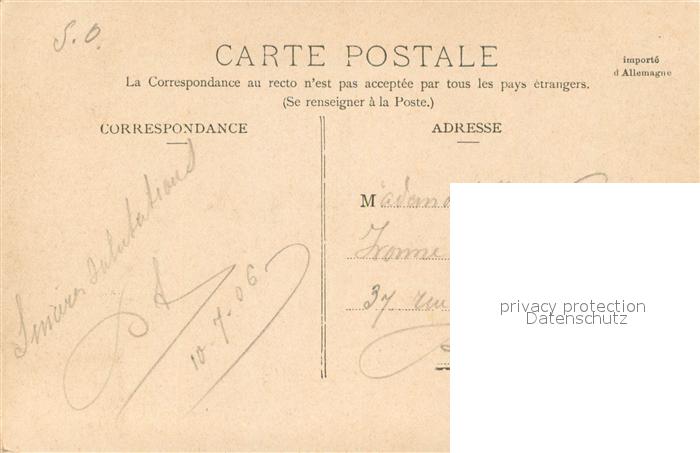 S. O.
CARTE POSTALE
importé
d'Allemagne
La Correspondance au recto n'est pas acceptée par tous les pays étrangers.
(Se renseigner à la Poste.)
CORRESPONDANCE
ADRESSE
Sincères salutations
10-7-06
M
37 rue
privacy protection
Datenschutz